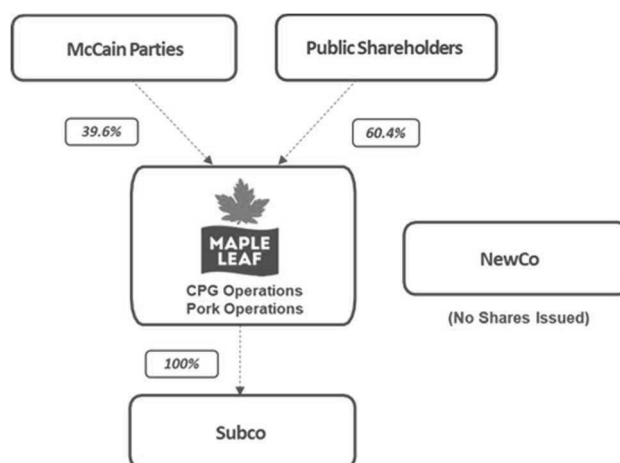 McCain Parties
Public Shareholders
39.6%
60.4%
MAPLE
LEAF
CPG Operations
Pork Operations
NewCo
(No Shares Issued)
100%
Subco